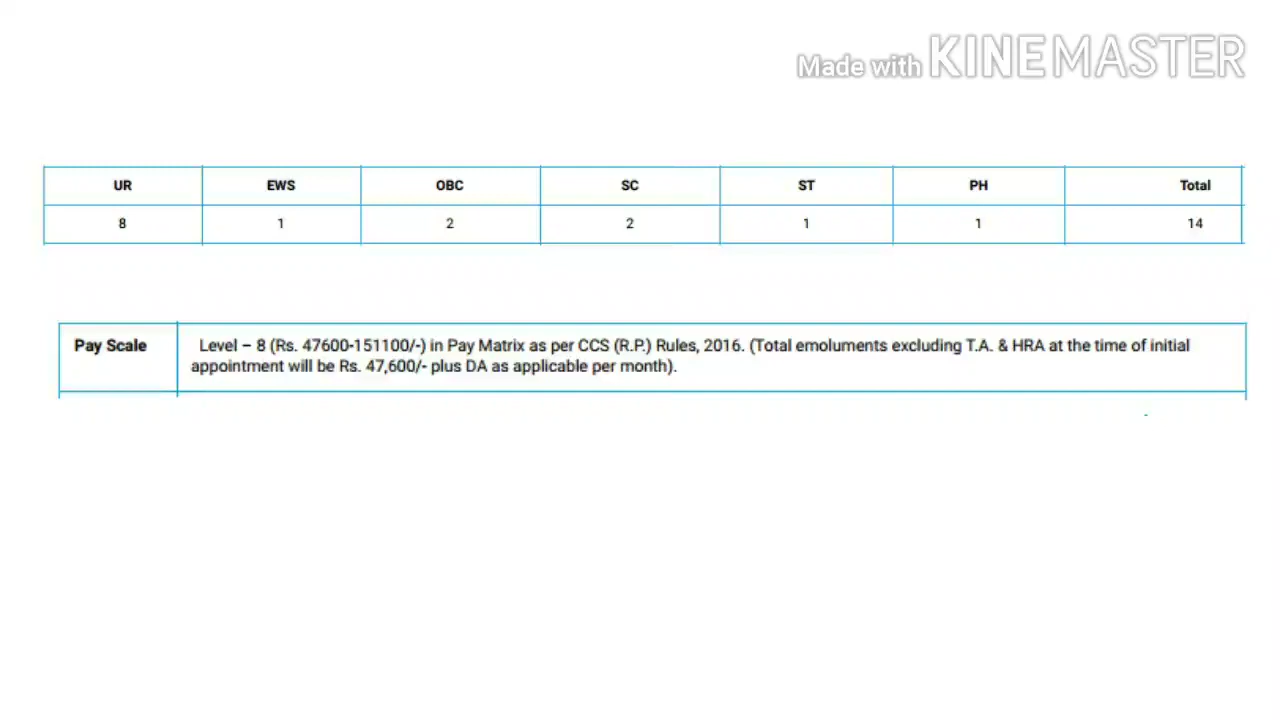 Made with KINEMASTER
UR EWS OBC SC ST PH Total
8 1 2 2 1 1 14
Pay Scale Level – 8 (Rs. 47600-151100/-) in Pay Matrix as per CCS (R.P.) Rules, 2016. (Total emoluments excluding T.A. & HRA at the time of initial
appointment will be Rs. 47,600/- plus DA as applicable per month).